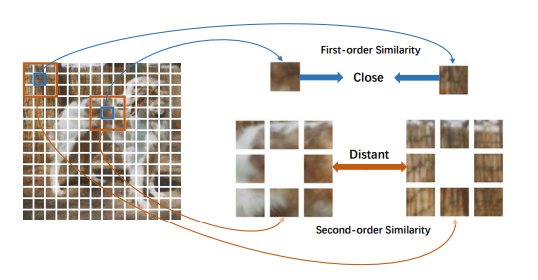 First-order Similarity
Close
Distant
Second-order Similarity